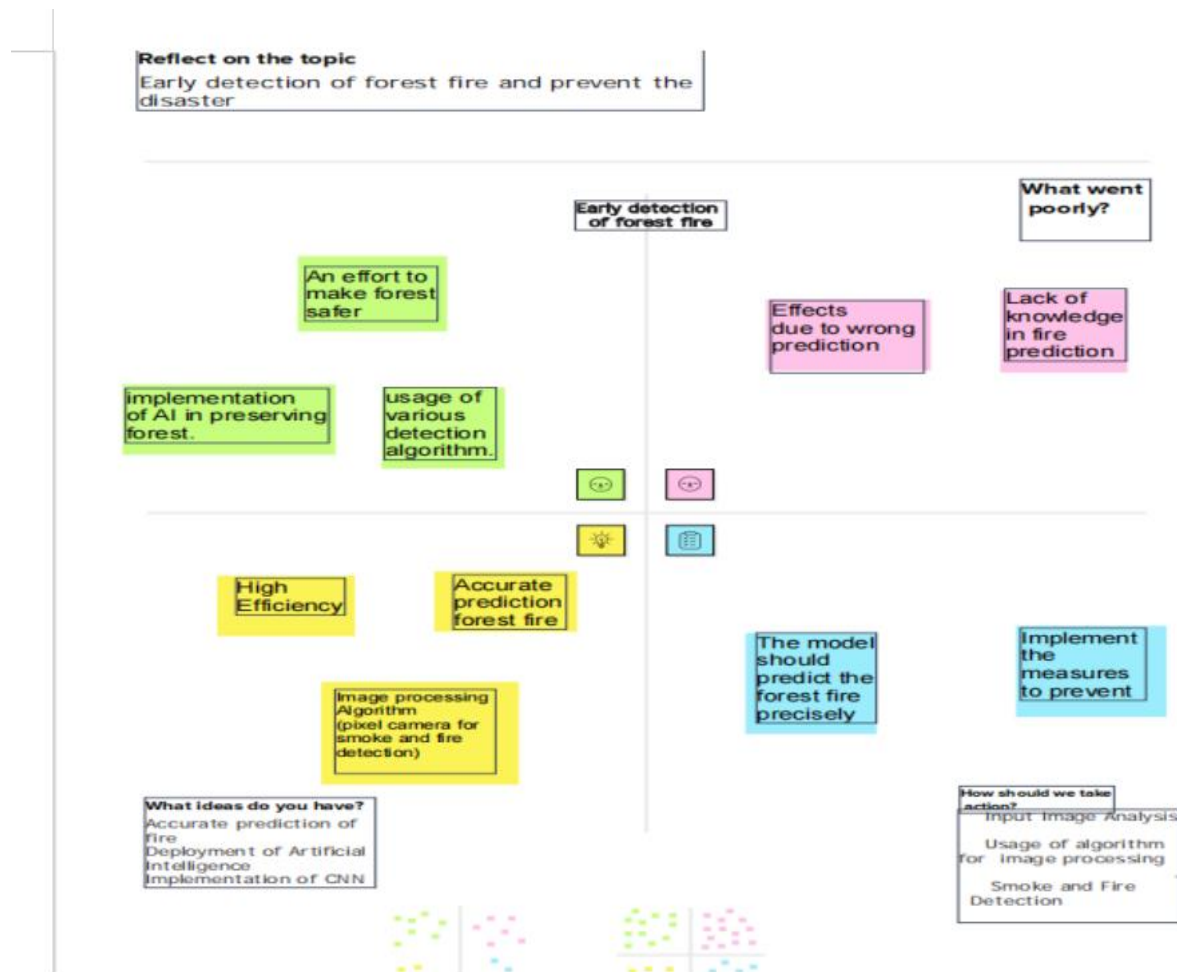 Reflect on the topic
Early detection of forest fire and prevent the
disaster
Early detection
of forest fire
What went
poorly?
An effort to
make forest
safer
implementation
of AI in preserving
forest.
usage of
various
detection
algorithm.
Effects
due to wrong
prediction
Lack of
knowledge
in fire
prediction
High
Efficiency
Accurate
prediction
forest fire
Image processing
Algorithm
(pixel camera for
smoke and fire
detection)
The model
should
predict the
forest fire
precisely
Implement
the
measures
to prevent
What ideas do you have?
Accurate prediction of
fire
Deployment of Artificial
Intelligence
Implementation of CNN
How should we take
action?
Input Image Analysis
Usage of algorithm
for image processing
Smoke and Fire
Detection